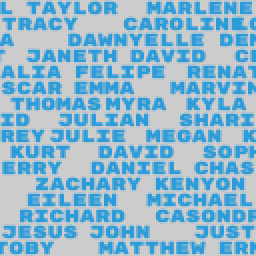 L TAYLOR MARLENE
TRACY CAROLINE
A DAWNYELLE DEN
T JANETH DAVID CE
ALIA FELIPE RENAT
SCAR EMMA MARVIN
THOMAS MYRA KYLA
ID JULIAN SHARI
REY JULIE MEGAN K
KURT DAVID SOPH
ERRY DANIEL CHAS
ZACHARY KENYON
EILEEN MICHAEL
RICHARD CASONDR
JESUS JOHN JUST
TOBY MATTHEW ERN